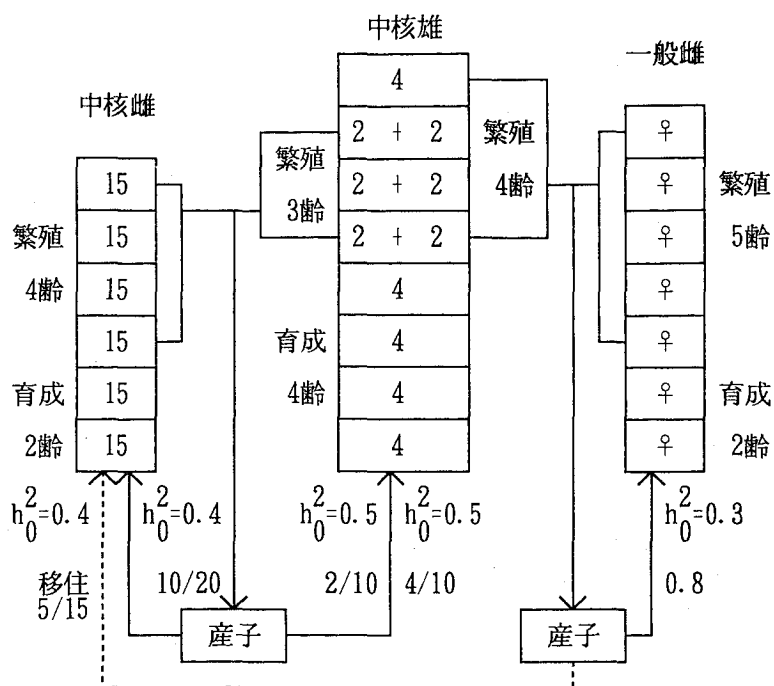 中核雄
一般雌
中核雌
4
2 + 2
2 + 2
2 + 2
4
4
4
4
繁殖
3齢
繁殖
4齢
育成
4齢
15
15
15
15
15
15
繁殖
4齢
育成
2齢
♀
♀
♀
♀
♀
♀
♀
繁殖
5齢
育成
2齢
h₀²=0.4
h₀²=0.4
h₀²=0.5
h₀²=0.5
h₀²=0.3
移住
5/15
10/20
2/10
4/10
0.8
産子
産子